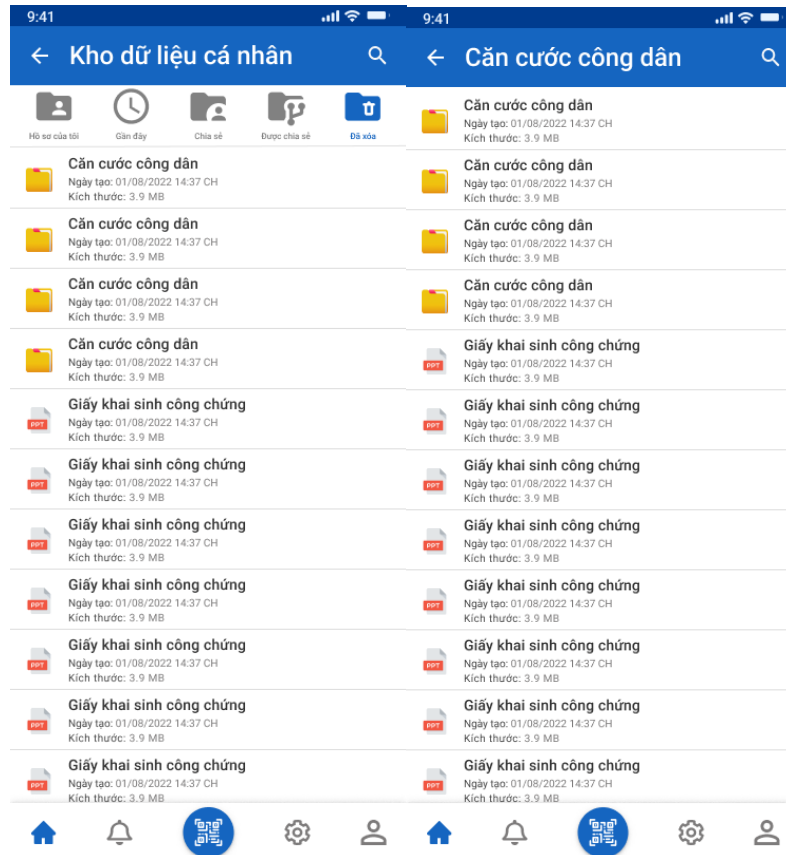 9:41
Kho dữ liệu cá nhân
Hồ sơ của tôi
Gần đây
Chia sẻ
Được chia sẻ
Đã xóa
Căn cước công dân
Ngày tạo: 01/08/2022 14:37 CH
Kích thước: 3.9 MB
Căn cước công dân
Ngày tạo: 01/08/2022 14:37 CH
Kích thước: 3.9 MB
Căn cước công dân
Ngày tạo: 01/08/2022 14:37 CH
Kích thước: 3.9 MB
Căn cước công dân
Ngày tạo: 01/08/2022 14:37 CH
Kích thước: 3.9 MB
PPT
Giấy khai sinh công chứng
Ngày tạo: 01/08/2022 14:37 CH
Kích thước: 3.9 MB
PPT
Giấy khai sinh công chứng
Ngày tạo: 01/08/2022 14:37 CH
Kích thước: 3.9 MB
PPT
Giấy khai sinh công chứng
Ngày tạo: 01/08/2022 14:37 CH
Kích thước: 3.9 MB
PPT
Giấy khai sinh công chứng
Ngày tạo: 01/08/2022 14:37 CH
Kích thước: 3.9 MB
PPT
Giấy khai sinh công chứng
Ngày tạo: 01/08/2022 14:37 CH
Kích thước: 3.9 MB
PPT
Giấy khai sinh công chứng
Ngày tạo: 01/08/2022 14:37 CH
Kích thước: 3.9 MB
PPT
Giấy khai sinh công chứng
Ngày tạo: 01/08/2022 14:37 CH
Kích thước: 3.9 MB
9:41
Căn cước công dân
Căn cước công dân
Ngày tạo: 01/08/2022 14:37 CH
Kích thước: 3.9 MB
Căn cước công dân
Ngày tạo: 01/08/2022 14:37 CH
Kích thước: 3.9 MB
Căn cước công dân
Ngày tạo: 01/08/2022 14:37 CH
Kích thước: 3.9 MB
Căn cước công dân
Ngày tạo: 01/08/2022 14:37 CH
Kích thước: 3.9 MB
PPT
Giấy khai sinh công chứng
Ngày tạo: 01/08/2022 14:37 CH
Kích thước: 3.9 MB
PPT
Giấy khai sinh công chứng
Ngày tạo: 01/08/2022 14:37 CH
Kích thước: 3.9 MB
PPT
Giấy khai sinh công chứng
Ngày tạo: 01/08/2022 14:37 CH
Kích thước: 3.9 MB
PPT
Giấy khai sinh công chứng
Ngày tạo: 01/08/2022 14:37 CH
Kích thước: 3.9 MB
PPT
Giấy khai sinh công chứng
Ngày tạo: 01/08/2022 14:37 CH
Kích thước: 3.9 MB
PPT
Giấy khai sinh công chứng
Ngày tạo: 01/08/2022 14:37 CH
Kích thước: 3.9 MB
PPT
Giấy khai sinh công chứng
Ngày tạo: 01/08/2022 14:37 CH
Kích thước: 3.9 MB
PPT
Giấy khai sinh công chứng
Ngày tạo: 01/08/2022 14:37 CH
Kích thước: 3.9 MB